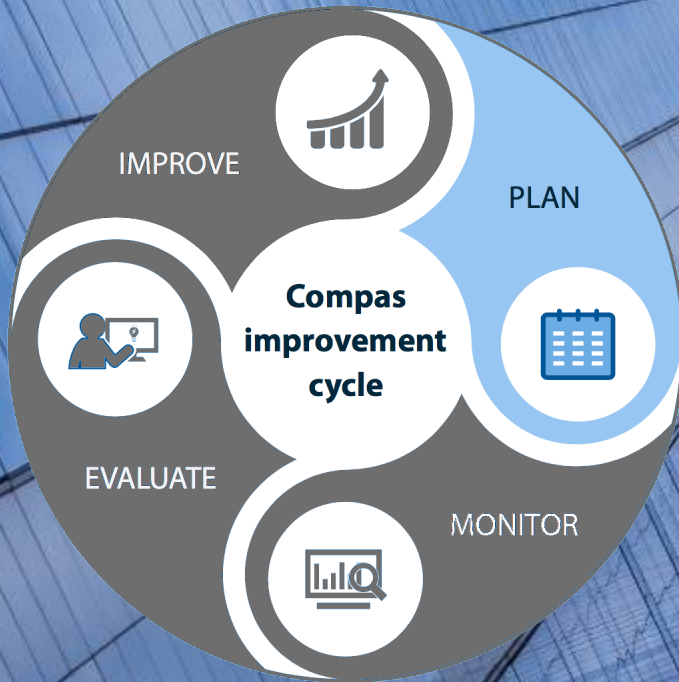 IMPROVE
PLAN
Compas
improvement
cycle
EVALUATE
MONITOR